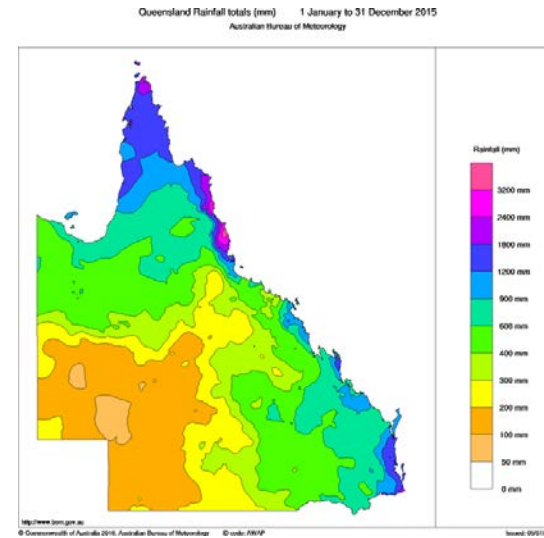 Queensland Rainfall totals (mm) 1 January to 31 December 2015
Australian Bureau of Meteorology
Rainfall (mm)
3200 mm
2400 mm
1800 mm
1200 mm
900 mm
600 mm
400 mm
300 mm
200 mm
100 mm
50 mm
0 mm
http://www.bom.gov.au
© Commonwealth of Australia 2016, Australian Bureau of Meteorology ID code: AWAP Issued: